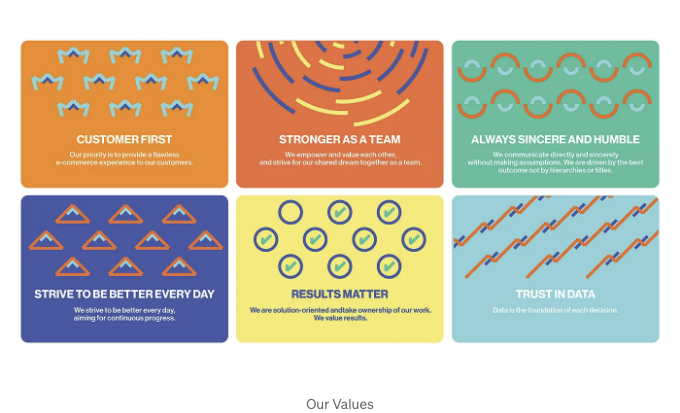 CUSTOMER FIRST
Our priority is to provide a flawless
e-commerce experience to our customers.
STRONGER AS A TEAM
We empower and value each other,
and strive for our shared dream together as a team.
ALWAYS SINCERE AND HUMBLE
We communicate directly and sincerely
without making assumptions. We are driven by the best
outcome not by hierarchies or titles.
STRIVE TO BE BETTER EVERY DAY
We strive to be better every day,
aiming for continuous progress.
RESULTS MATTER
We are solution-oriented andtake ownership of our work.
We value results.
TRUST IN DATA
Data is the foundation of each decision.
Our Values